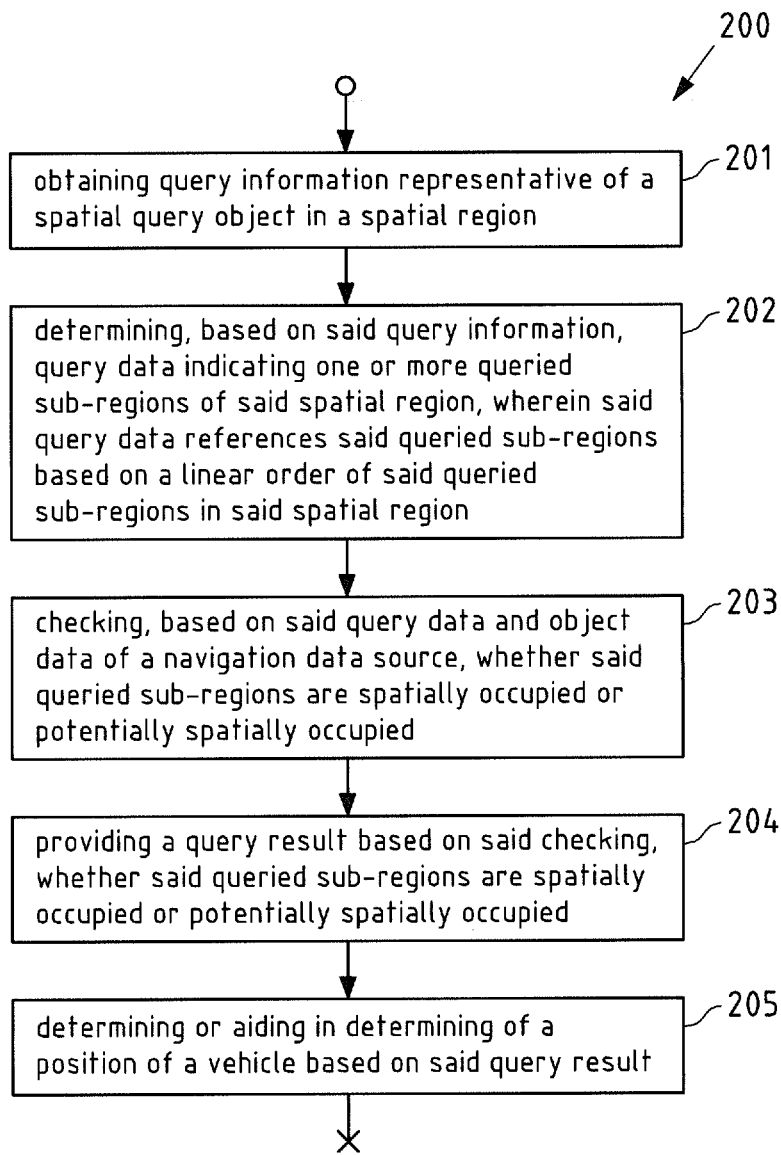 200
201
obtaining query information representative of a
spatial query object in a spatial region
202
determining, based on said query information,
query data indicating one or more queried
sub-regions of said spatial region, wherein said
query data references said queried sub-regions
based on a linear order of said queried
sub-regions in said spatial region
203
checking, based on said query data and object
data of a navigation data source, whether said
queried sub-regions are spatially occupied or
potentially spatially occupied
204
providing a query result based on said checking,
whether said queried sub-regions are spatially
occupied or potentially spatially occupied
205
determining or aiding in determining of a
position of a vehicle based on said query result